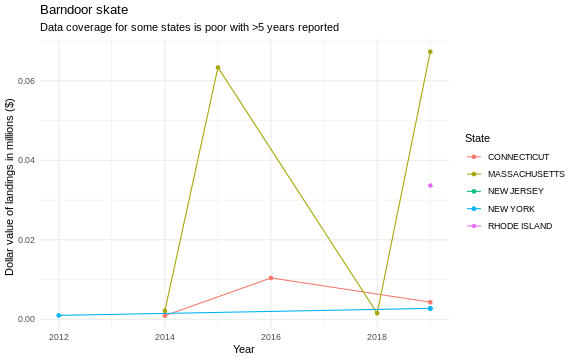 Barndoor skate
Data coverage for some states is poor with >5 years reported
Dollar value of landings in millions ($)
0.06
0.04
0.02
0.00
2012
2014
2016
2018
Year
State
CONNECTICUT
MASSACHUSETTS
NEW JERSEY
NEW YORK
RHODE ISLAND